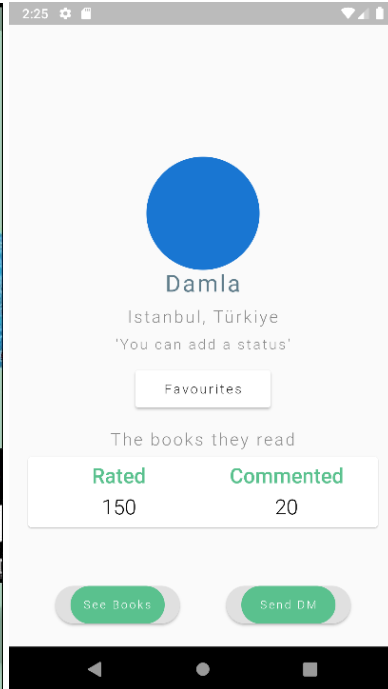 2:25
Damla
Istanbul, Türkiye
'You can add a status'
Favourites
The books they read
Rated Commented
150 20
See Books Send DM